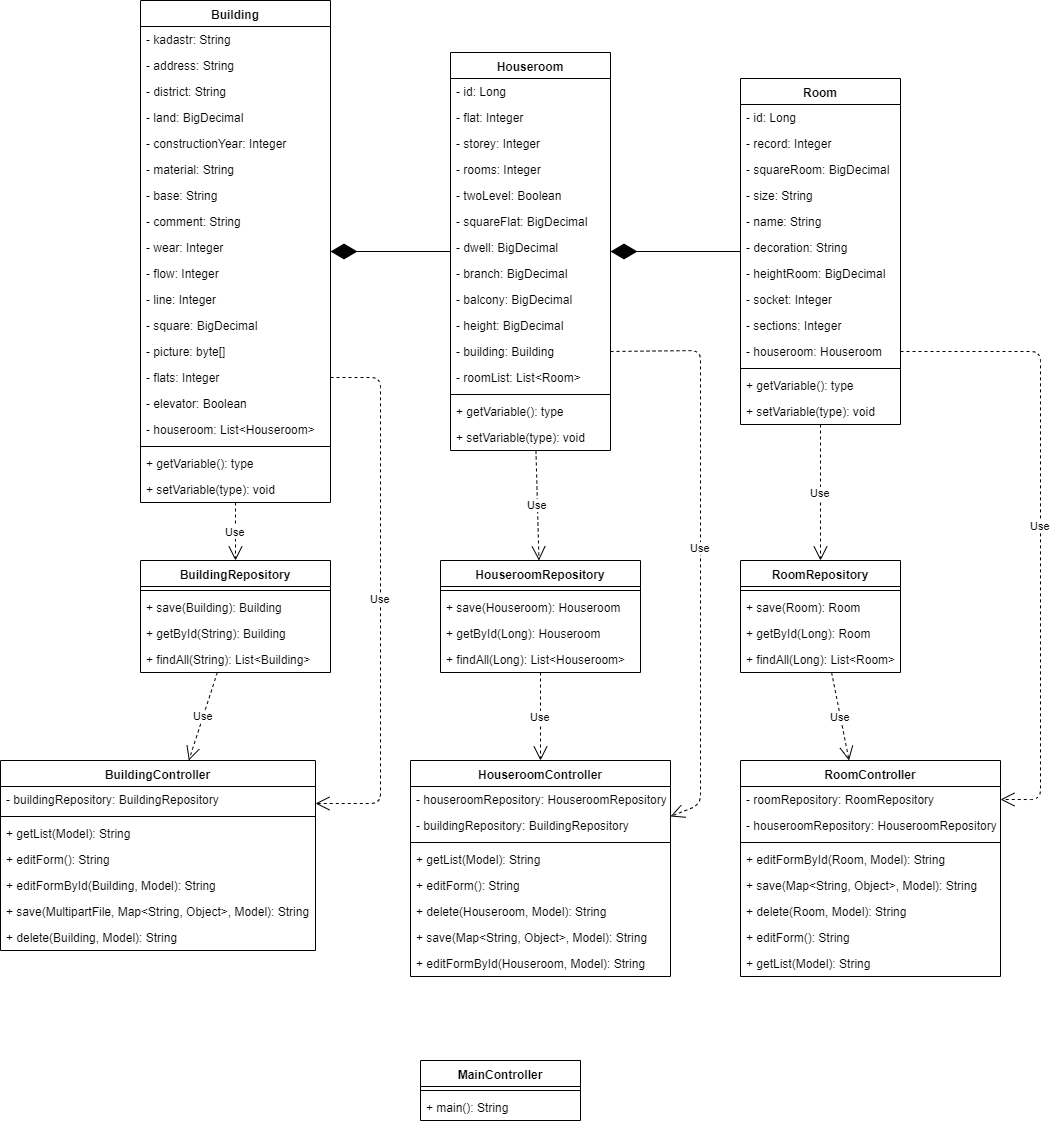 Building
- kadastr: String
- address: String
- district: String
- land: BigDecimal
- constructionYear: Integer
- material: String
- base: String
- comment: String
- wear: Integer
- flow: Integer
- line: Integer
- square: BigDecimal
- picture: byte[]
- flats: Integer
- elevator: Boolean
- houseroom: List<Houseroom>
+ getVariable(): type
+ setVariable(type): void
Houseroom
- id: Long
- flat: Integer
- storey: Integer
- rooms: Integer
- twoLevel: Boolean
- squareFlat: BigDecimal
- dwell: BigDecimal
- branch: BigDecimal
- balcony: BigDecimal
- height: BigDecimal
- building: Building
- roomList: List<Room>
+ getVariable(): type
+ setVariable(type): void
Room
- id: Long
- record: Integer
- squareRoom: BigDecimal
- size: String
- name: String
- decoration: String
- heightRoom: BigDecimal
- socket: Integer
- sections: Integer
- houseroom: Houseroom
+ getVariable(): type
+ setVariable(type): void
Use
Use
Use
Use
Use
Use
BuildingRepository
+ save(Building): Building
+ getById(String): Building
+ findAll(String): List<Building>
HouseroomRepository
+ save(Houseroom): Houseroom
+ getById(Long): Houseroom
+ findAll(Long): List<Houseroom>
RoomRepository
+ save(Room): Room
+ getById(Long): Room
+ findAll(Long): List<Room>
Use
Use
Use
BuildingController
- buildingRepository: BuildingRepository
+ getList(Model): String
+ editForm(): String
+ editFormById(Building, Model): String
+ save(MultipartFile, Map<String, Object>, Model): String
+ delete(Building, Model): String
HouseroomController
- houseroomRepository: HouseroomRepository
- buildingRepository: BuildingRepository
+ getList(Model): String
+ editForm(): String
+ delete(Houseroom, Model): String
+ save(Map<String, Object>, Model): String
+ editFormById(Houseroom, Model): String
RoomController
- roomRepository: RoomRepository
- houseroomRepository: HouseroomRepository
+ editFormById(Room, Model): String
+ save(Map<String, Object>, Model): String
+ delete(Room, Model): String
+ editForm(): String
+ getList(Model): String
MainController
+ main(): String